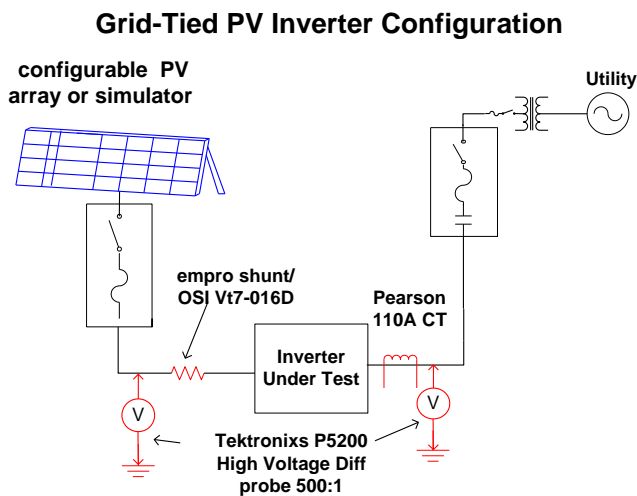 Grid-Tied PV Inverter Configuration
configurable PV
array or simulator
Utility
empro shunt/
OSI Vt7-016D
Pearson
110A CT
Inverter
Under Test
V
V
Tektronixs P5200
High Voltage Diff
probe 500:1